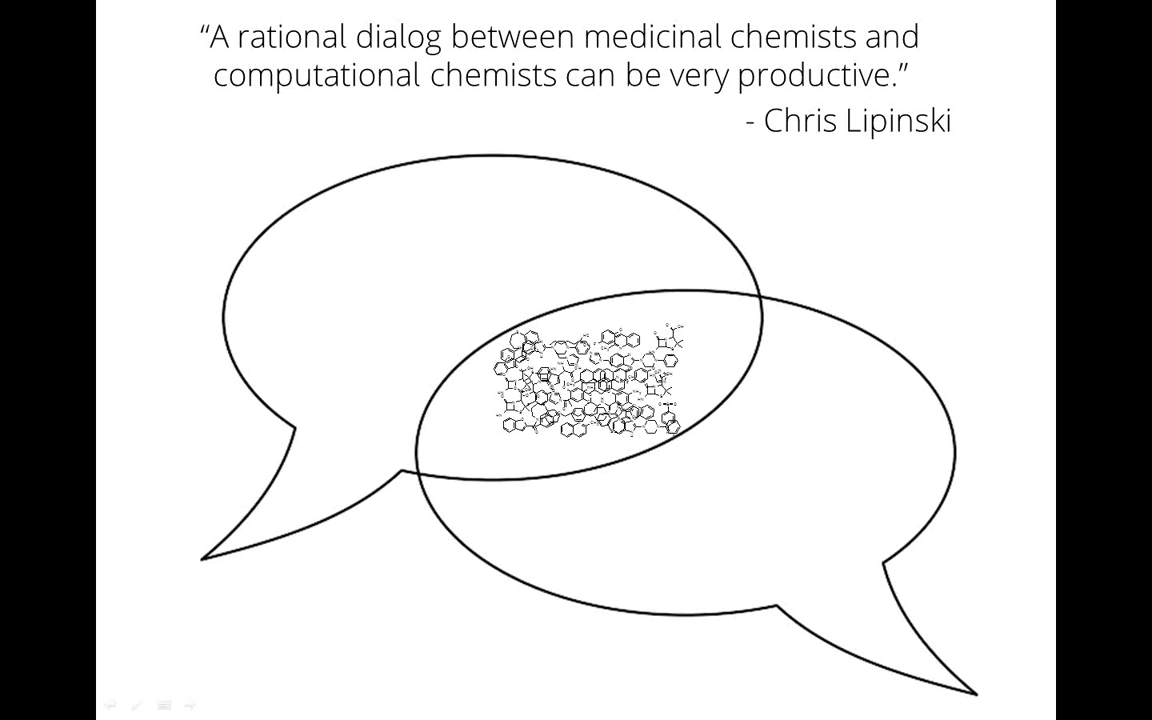 “A rational dialog between medicinal chemists and
computational chemists can be very productive.”
- Chris Lipinski